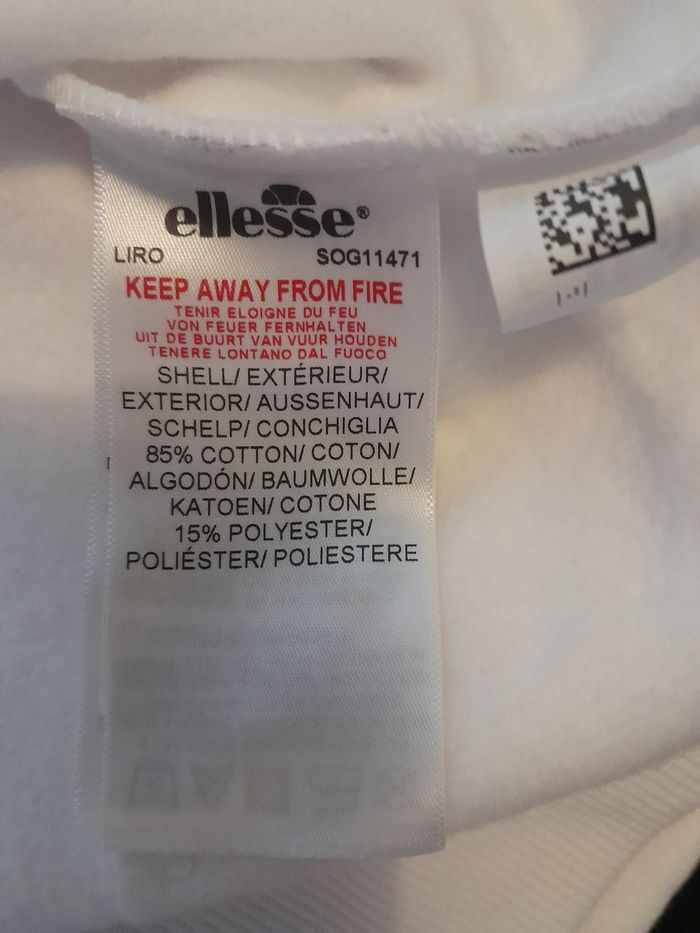 ellesse®
LIRO SOG11471
KEEP AWAY FROM FIRE
TENIR ELOIGNE DU FEU
VON FEUER FERNHALTEN
UIT DE BUURT VAN VUUR HOUDEN
TENERE LONTANO DAL FUOCO
SHELL/ EXTÉRIEUR/
EXTERIOR/ AUSSENHAUT/
SCHELP/ CONCHIGLIA
85% COTTON/ COTON/
ALGODÓN/ BAUMWOLLE/
KATOEN/ COTONE
15% POLYESTER/
POLIÉSTER/ POLIESTERE